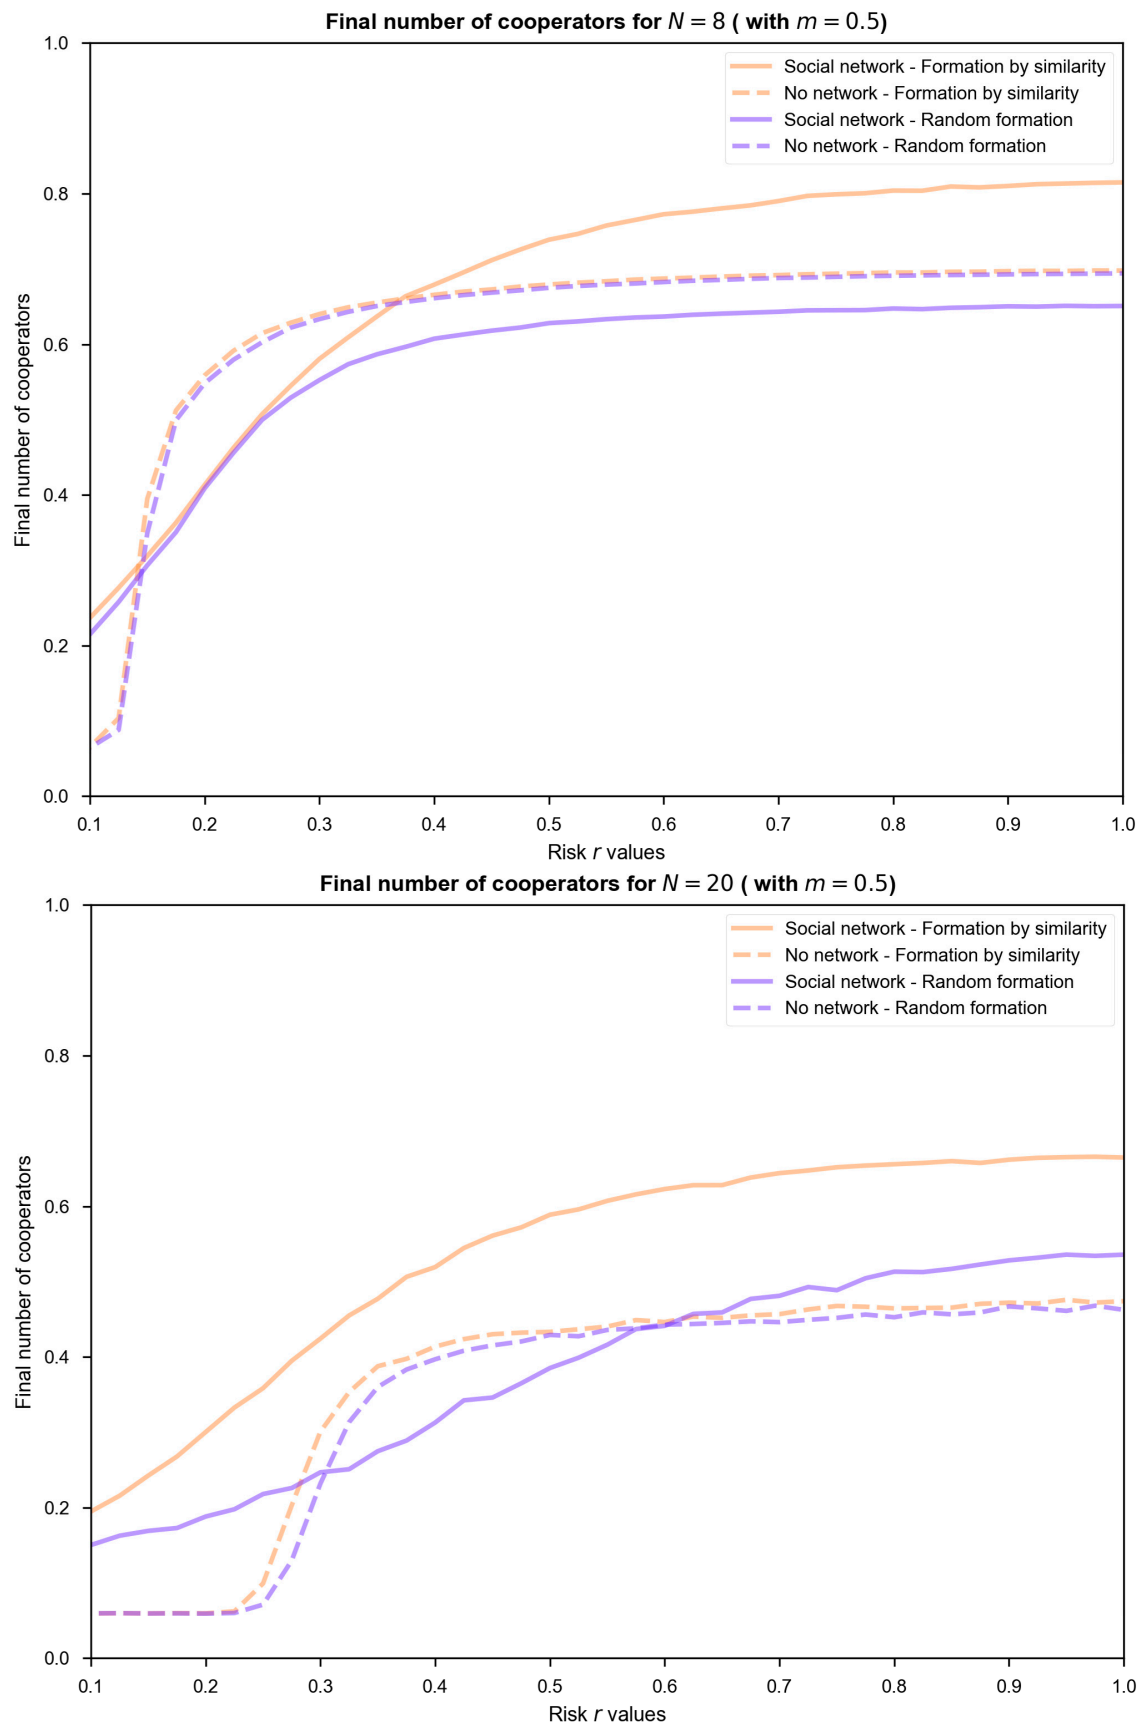 Final number of cooperators for N = 8 ( with m = 0.5)
Social network - Formation by similarity
No network - Formation by similarity
Social network - Random formation
No network - Random formation
Final number of cooperators
1.0
0.8
0.6
0.4
0.2
0.0
0.1 0.2 0.3 0.4 0.5 0.6 0.7 0.8 0.9 1.0
Risk r values
Final number of cooperators for N = 20 ( with m = 0.5)
Social network - Formation by similarity
No network - Formation by similarity
Social network - Random formation
No network - Random formation
Final number of cooperators
1.0
0.8
0.6
0.4
0.2
0.0
0.1 0.2 0.3 0.4 0.5 0.6 0.7 0.8 0.9 1.0
Risk r values